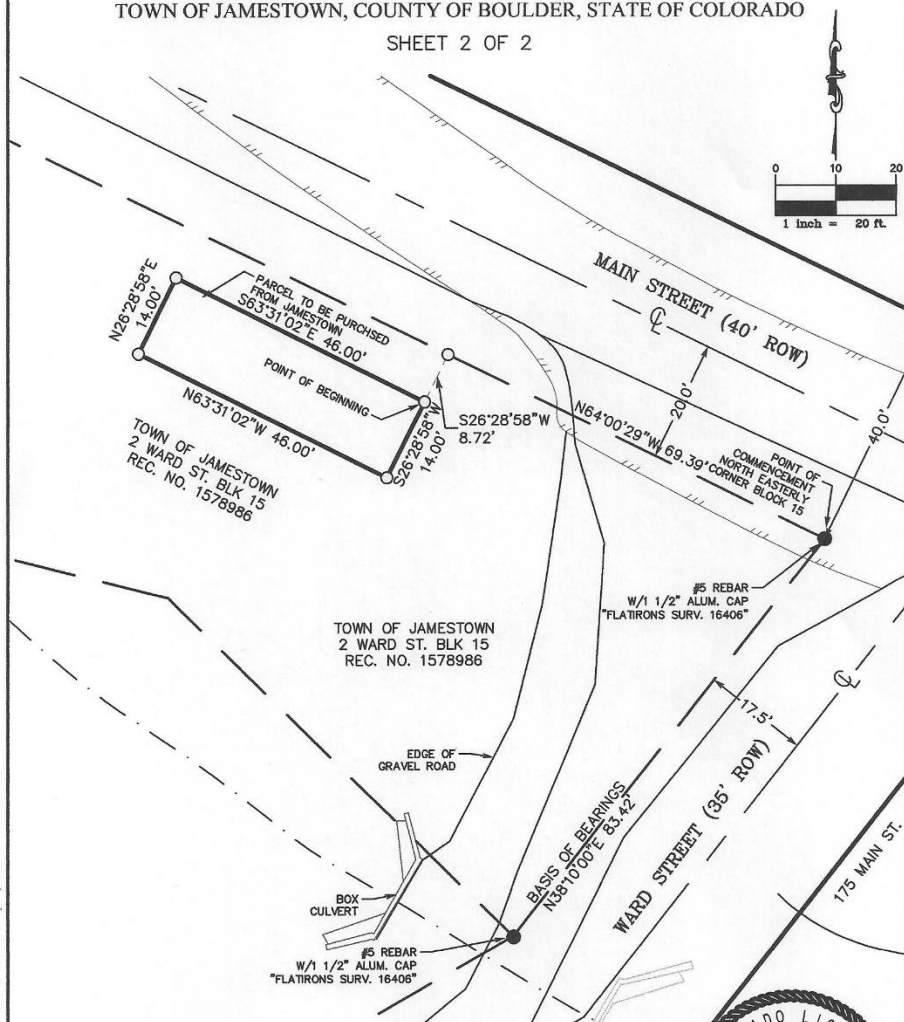 TOWN OF JAMESTOWN, COUNTY OF BOULDER, STATE OF COLORADO
SHEET 2 OF 2
0 10 20
1 inch = 20 ft.
MAIN STREET (40' ROW)
CL
20.0'
40.0'
N26°28'58"E
14.00'
PARCEL TO BE PURCHSED
FROM JAMESTOWN
S63°31'02"E 46.00'
POINT OF BEGINNING
N63°31'02"W 46.00'
S26°28'58"W
14.00'
S26°28'58"W
8.72'
N64°00'29"W 69.39'
POINT OF
COMMENCEMENT
NORTH EASTERLY
CORNER BLOCK 15
TOWN OF JAMESTOWN
2 WARD ST. BLK 15
REC. NO. 1578986
#5 REBAR
W/1 1/2" ALUM. CAP
"FLATIRONS SURV. 16406"
TOWN OF JAMESTOWN
2 WARD ST. BLK 15
REC. NO. 1578986
CL
17.5'
EDGE OF
GRAVEL ROAD
BASIS OF BEARINGS
N38°10'00"E 83.42'
WARD STREET (35' ROW)
175 MAIN ST.
BOX
CULVERT
#5 REBAR
W/1 1/2" ALUM. CAP
"FLATIRONS SURV. 16406"